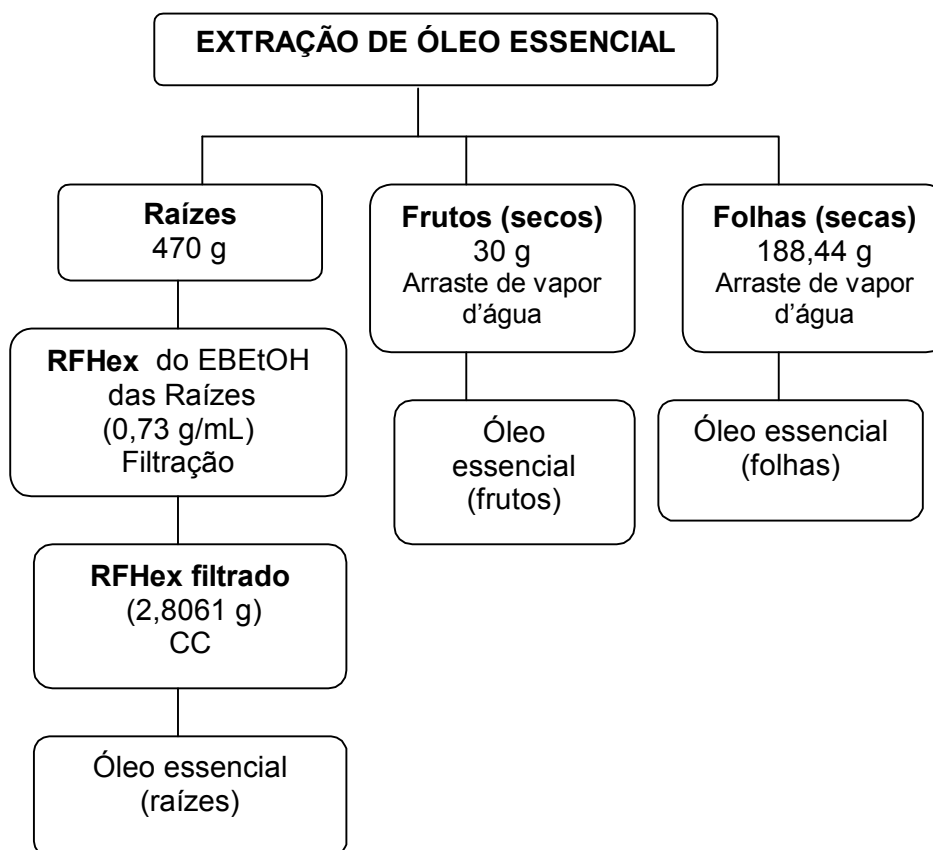 EXTRAÇÃO DE ÓLEO ESSENCIAL
Raízes
470 g
RFHex do EBEtOH
das Raízes
(0,73 g/mL)
Filtração
RFHex filtrado
(2,8061 g)
CC
Óleo essencial
(raízes)
Frutos (secos)
30 g
Arraste de vapor
d’água
Óleo
essencial
(frutos)
Folhas (secas)
188,44 g
Arraste de vapor
d’água
Óleo essencial
(folhas)